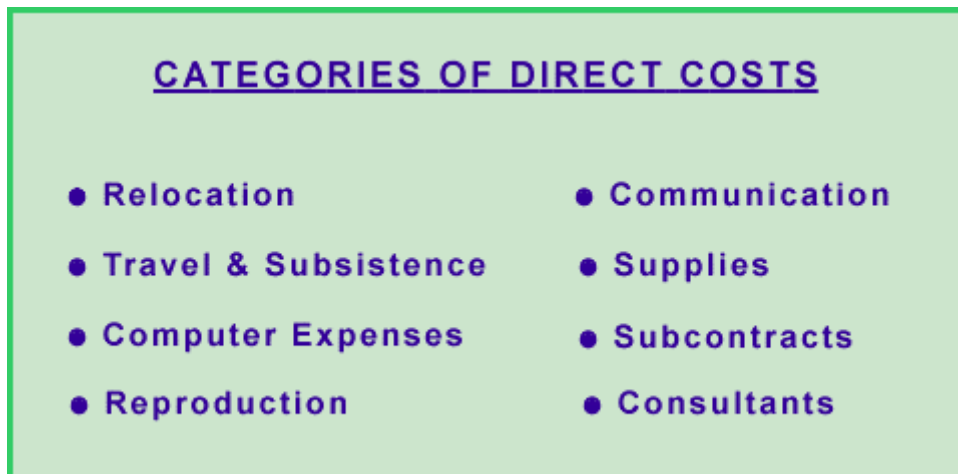 CATEGORIES OF DIRECT COSTS
• Relocation
• Travel & Subsistence
• Computer Expenses
• Reproduction
• Communication
• Supplies
• Subcontracts
• Consultants